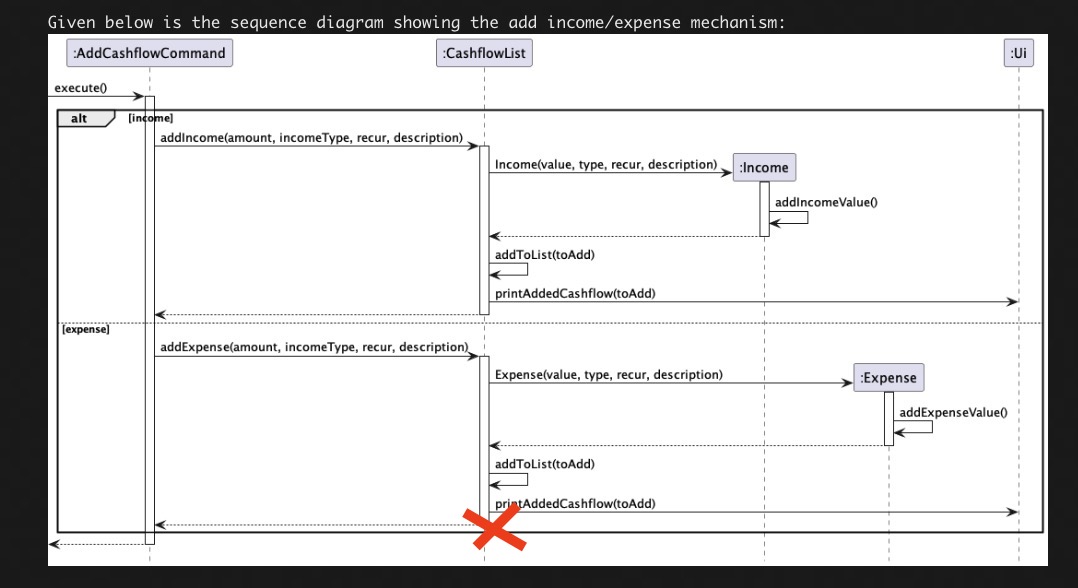 Given below is the sequence diagram showing the add income/expense mechanism:
:AddCashflowCommand
:CashflowList
:Ui
execute()
alt
[income]
addIncome(amount, incomeType, recur, description)
Income(value, type, recur, description)
:Income
addIncomeValue()
addToList(toAdd)
printAddedCashflow(toAdd)
[expense]
addExpense(amount, incomeType, recur, description)
Expense(value, type, recur, description)
:Expense
addExpenseValue()
addToList(toAdd)
printAddedCashflow(toAdd)